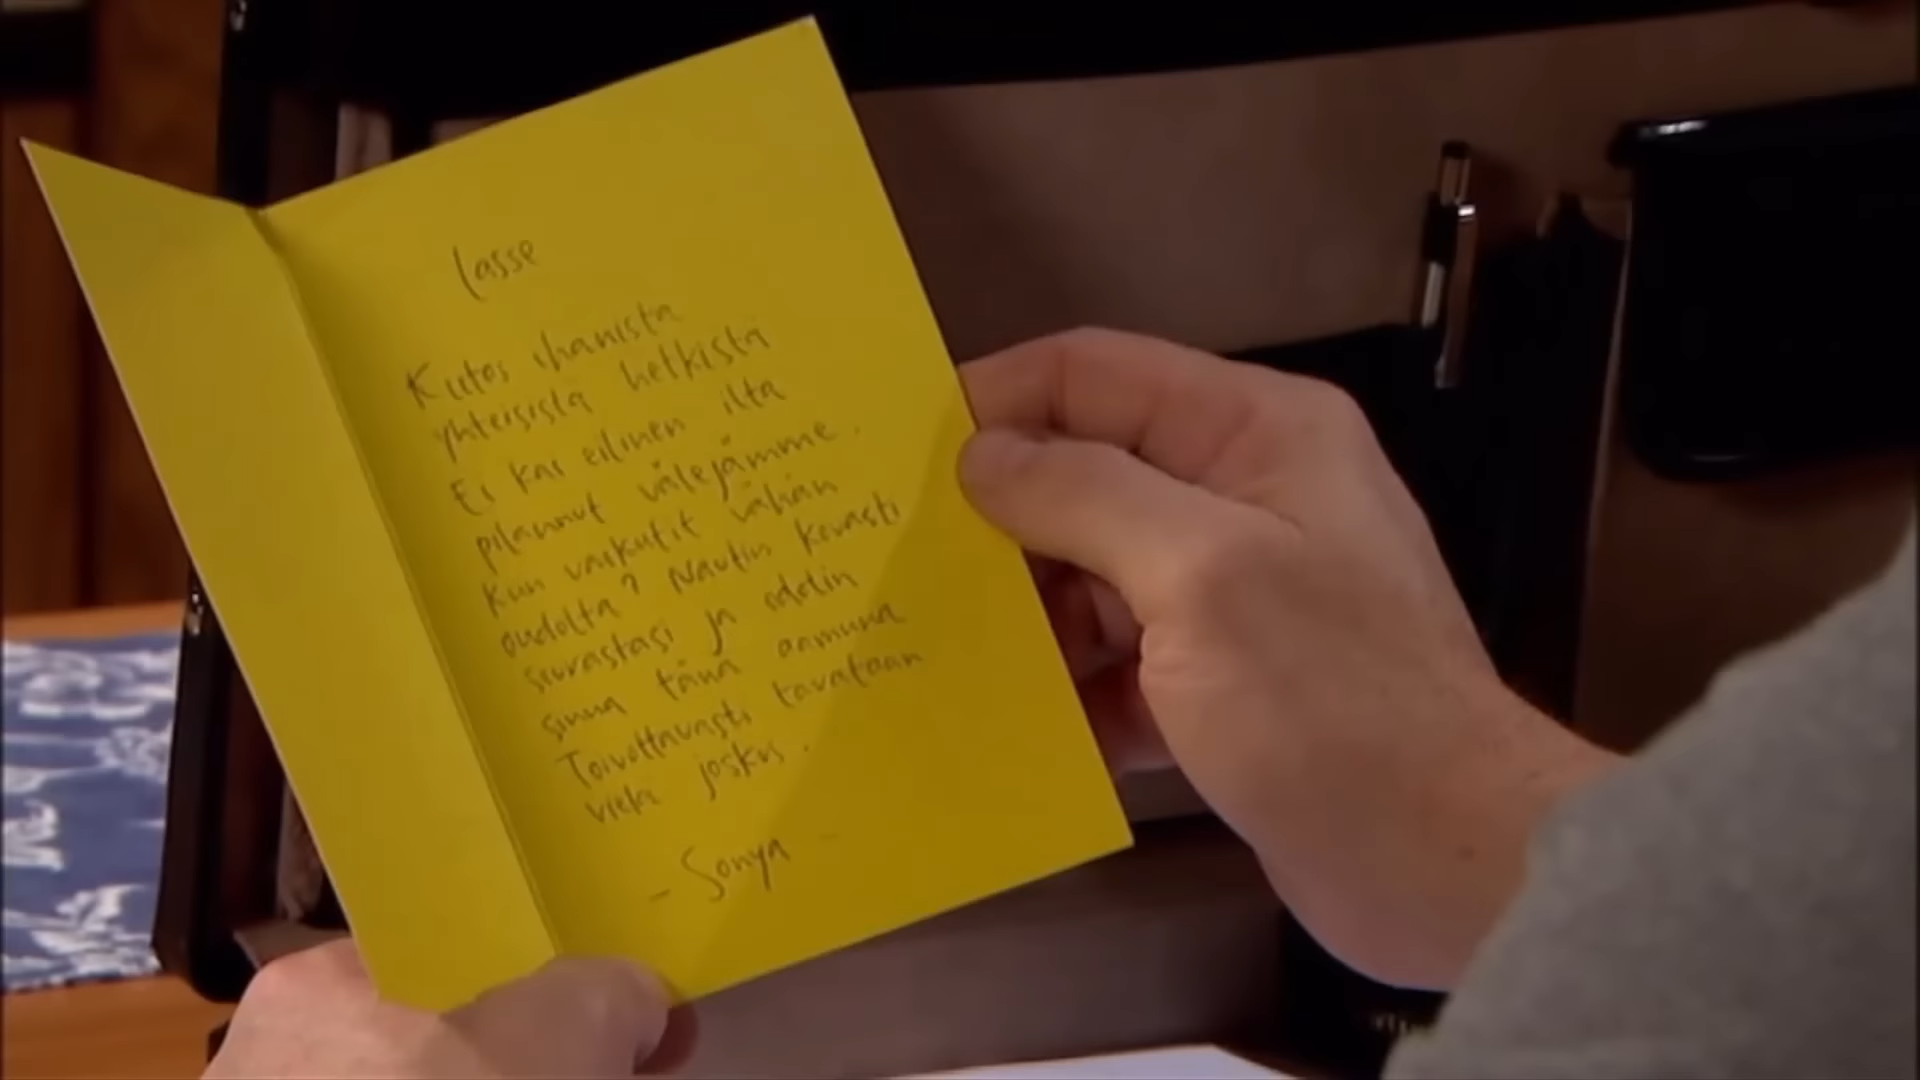 Lasse
Kiitos ihanista
yhteisistä hetkistä
Ei kai eilinen ilta
pilannut välejämme.
Kun vaikutit vähän
oudolta? Nautin kovasti
seurastasi ja odotin
sinua tänä aamuna
Toivottavasti tavataan
vielä joskus.
- Sonya -